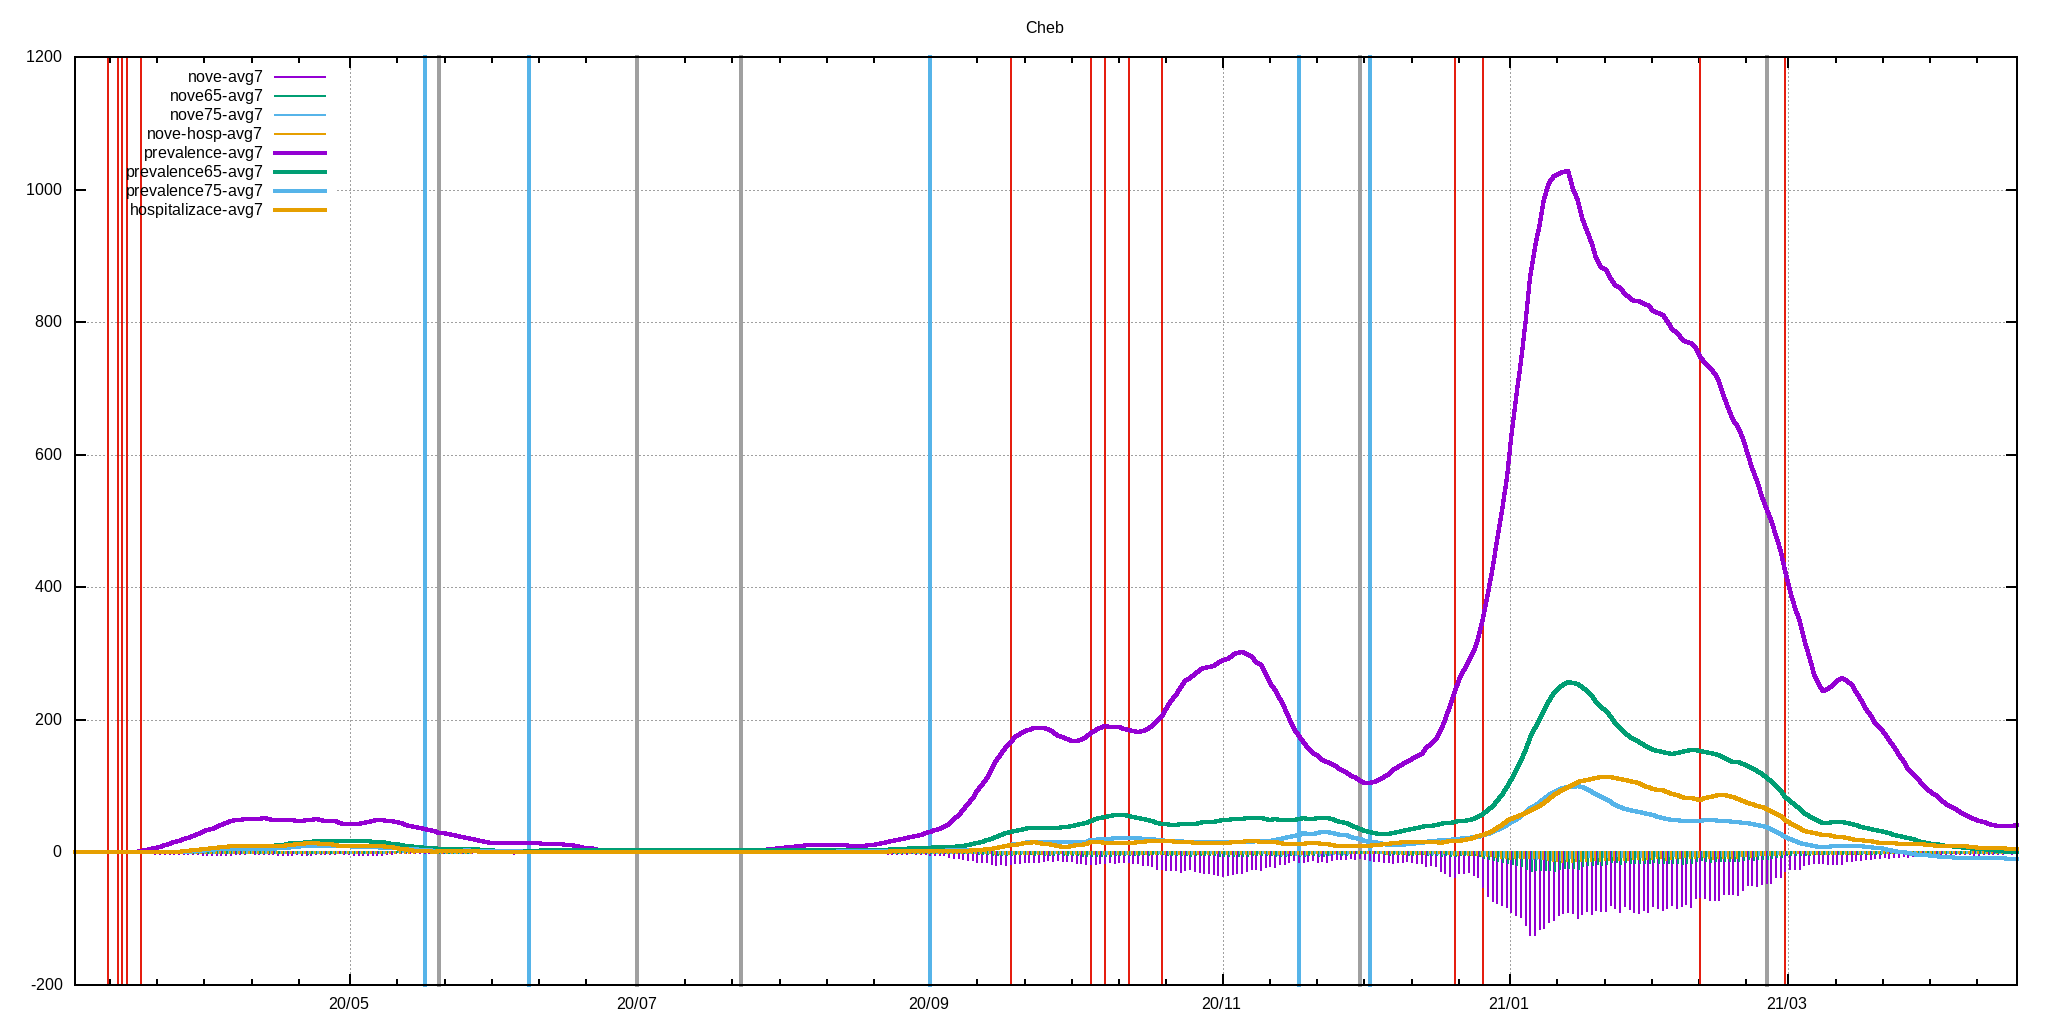 Cheb
1200
1000
800
600
400
200
0
-200
nove-avg7
nove65-avg7
nove75-avg7
nove-hosp-avg7
prevalence-avg7
prevalence65-avg7
prevalence75-avg7
hospitalizace-avg7
20/05 20/07 20/09 20/11 21/01 21/03